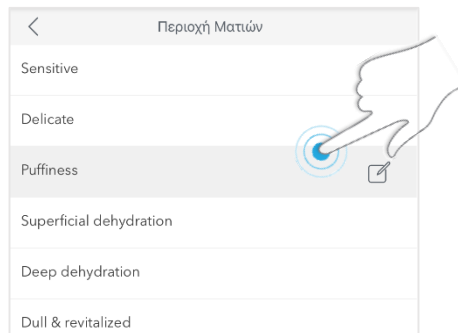 Περιοχή Ματιών
Sensitive
Delicate
Puffiness
Superficial dehydration
Deep dehydration
Dull & revitalized